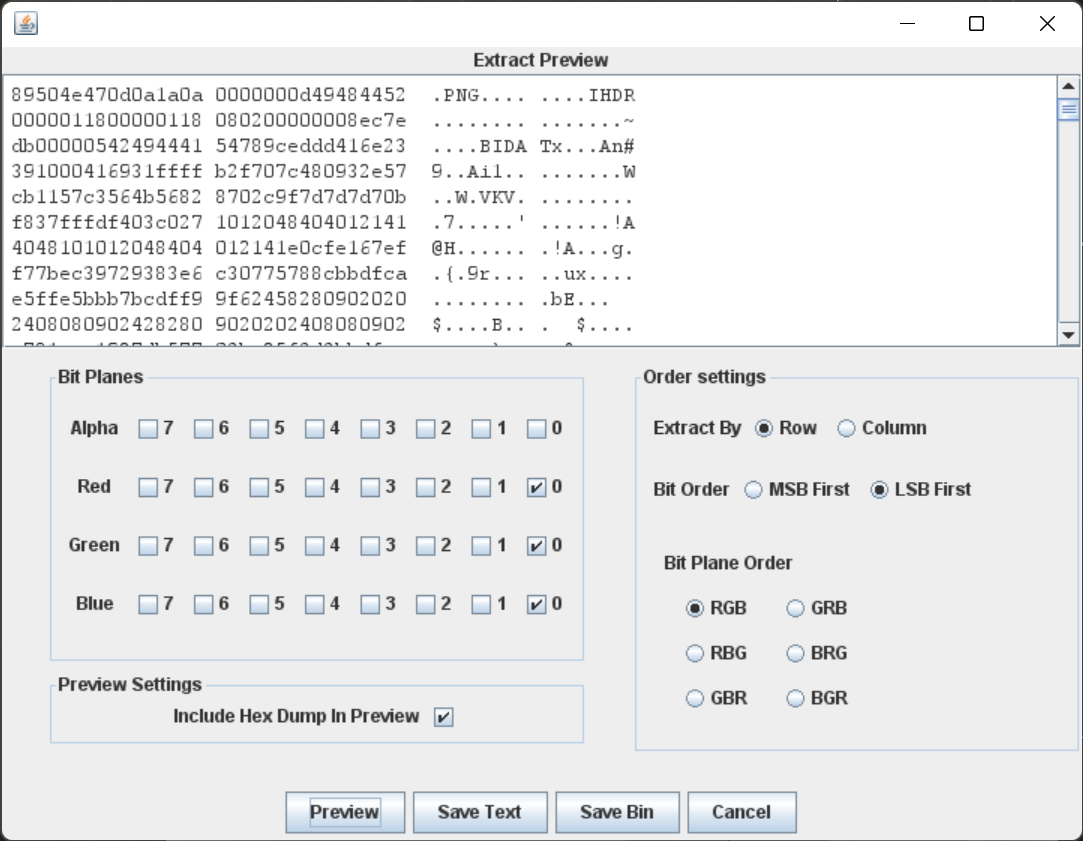 Extract Preview
89504e470d0a1a0a 0000000d49484452 .PNG.... ....IHDR
0000011800000118 080200000008ec7e ........ .......~
db00000542494441 54789ceddd416e23 ....BIDA Tx...An#
391000416931ffff b2f707c480932e57 9..Ai1.. .......W
cb1157c3564b5682 8702c9f7d7d7d70b ..W.VKV. ........
f837fffdf403c027 1012048404012141 .7.....' ......!A
4048101012048404 012141e0cfe167ef @H...... .!A...g.
f77bec39729383e6 c30775788cbbdfca .{.9r... ..ux....
e5ffe5bbb7bcdff9 9f62458280902020 ........ .bE...
2408080902428280 9020202408080902 $....B.. .  $....
Bit Planes
Order settings
Alpha 7 6 5 4 3 2 1 0
Extract By Row Column
Red 7 6 5 4 3 2 1 0
Bit Order MSB First LSB First
Green 7 6 5 4 3 2 1 0
Bit Plane Order
Blue 7 6 5 4 3 2 1 0
RGB GRB
RBG BRG
GBR BGR
Preview Settings
Include Hex Dump In Preview
Preview Save Text Save Bin Cancel